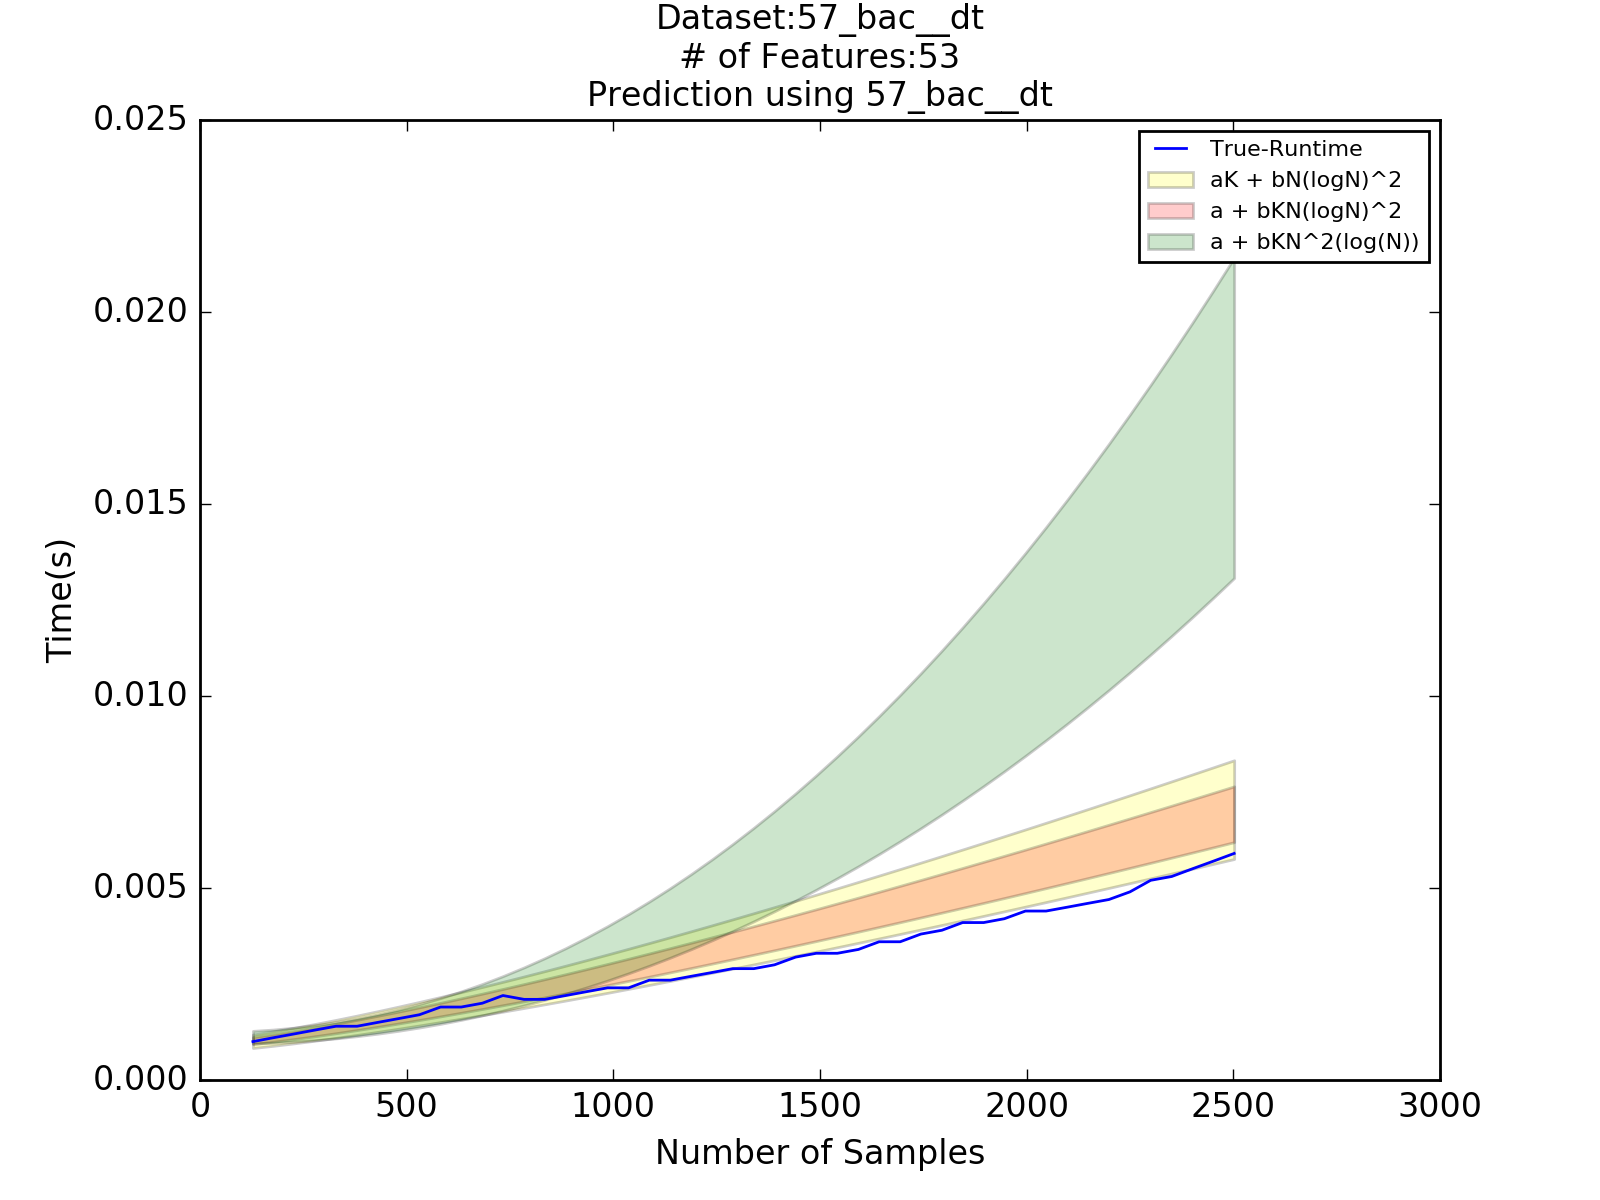 Dataset:57_bac__dt
# of Features:53
Prediction using 57_bac__dt
0.025
0.020
0.015
0.010
0.005
0.000
Time(s)
True-Runtime
aK + bN(logN)^2
a + bKN(logN)^2
a + bKN^2(log(N))
0 500 1000 1500 2000 2500 3000
Number of Samples